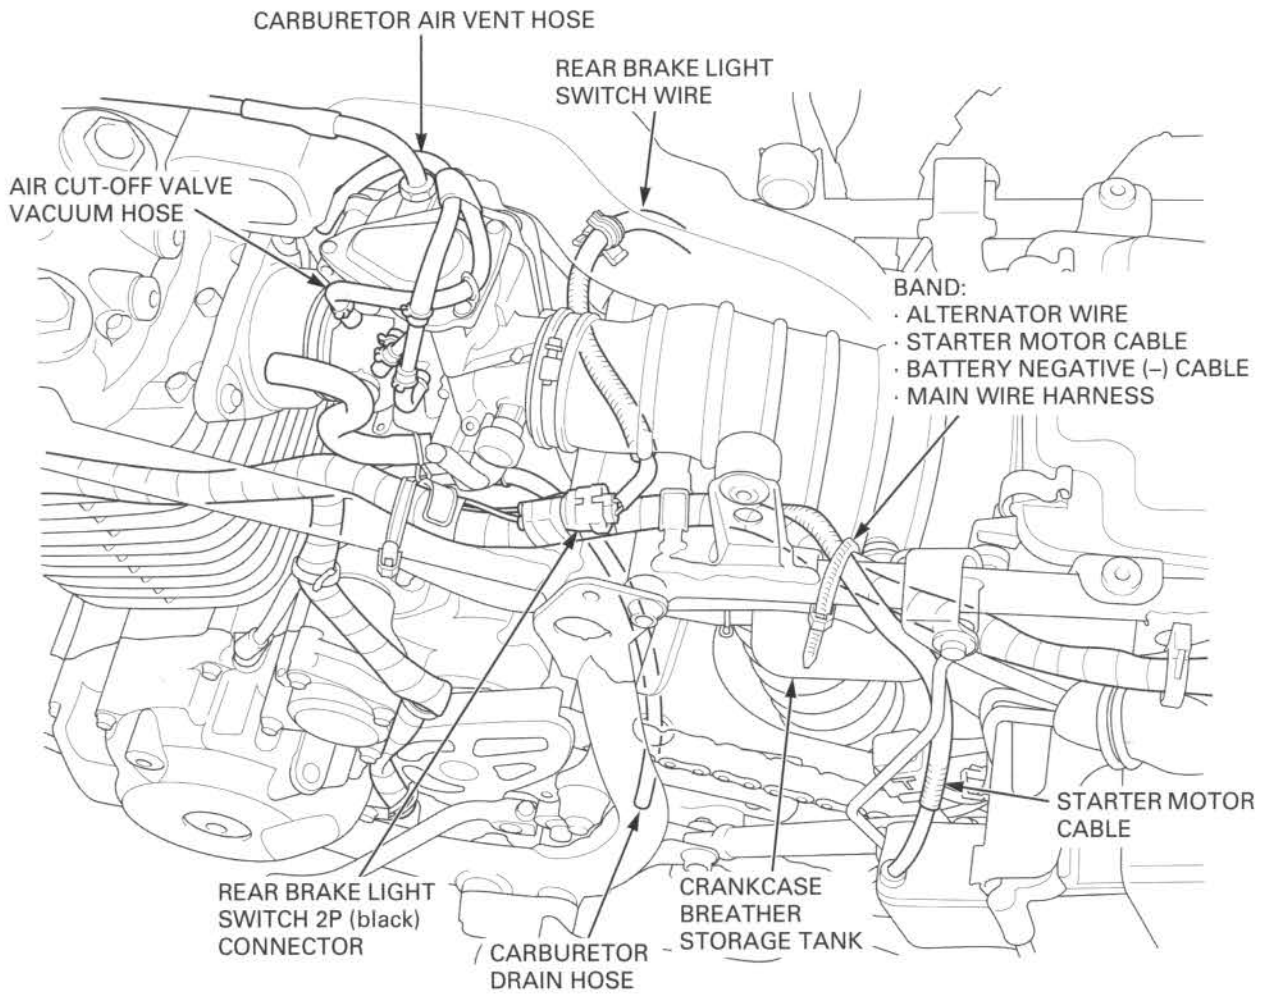 CARBURETOR AIR VENT HOSE
REAR BRAKE LIGHT
SWITCH WIRE
AIR CUT-OFF VALVE
VACUUM HOSE
BAND:
· ALTERNATOR WIRE
· STARTER MOTOR CABLE
· BATTERY NEGATIVE (–) CABLE
· MAIN WIRE HARNESS
STARTER MOTOR
CABLE
REAR BRAKE LIGHT
SWITCH 2P (black)
CONNECTOR
CARBURETOR
DRAIN HOSE
CRANKCASE
BREATHER
STORAGE TANK